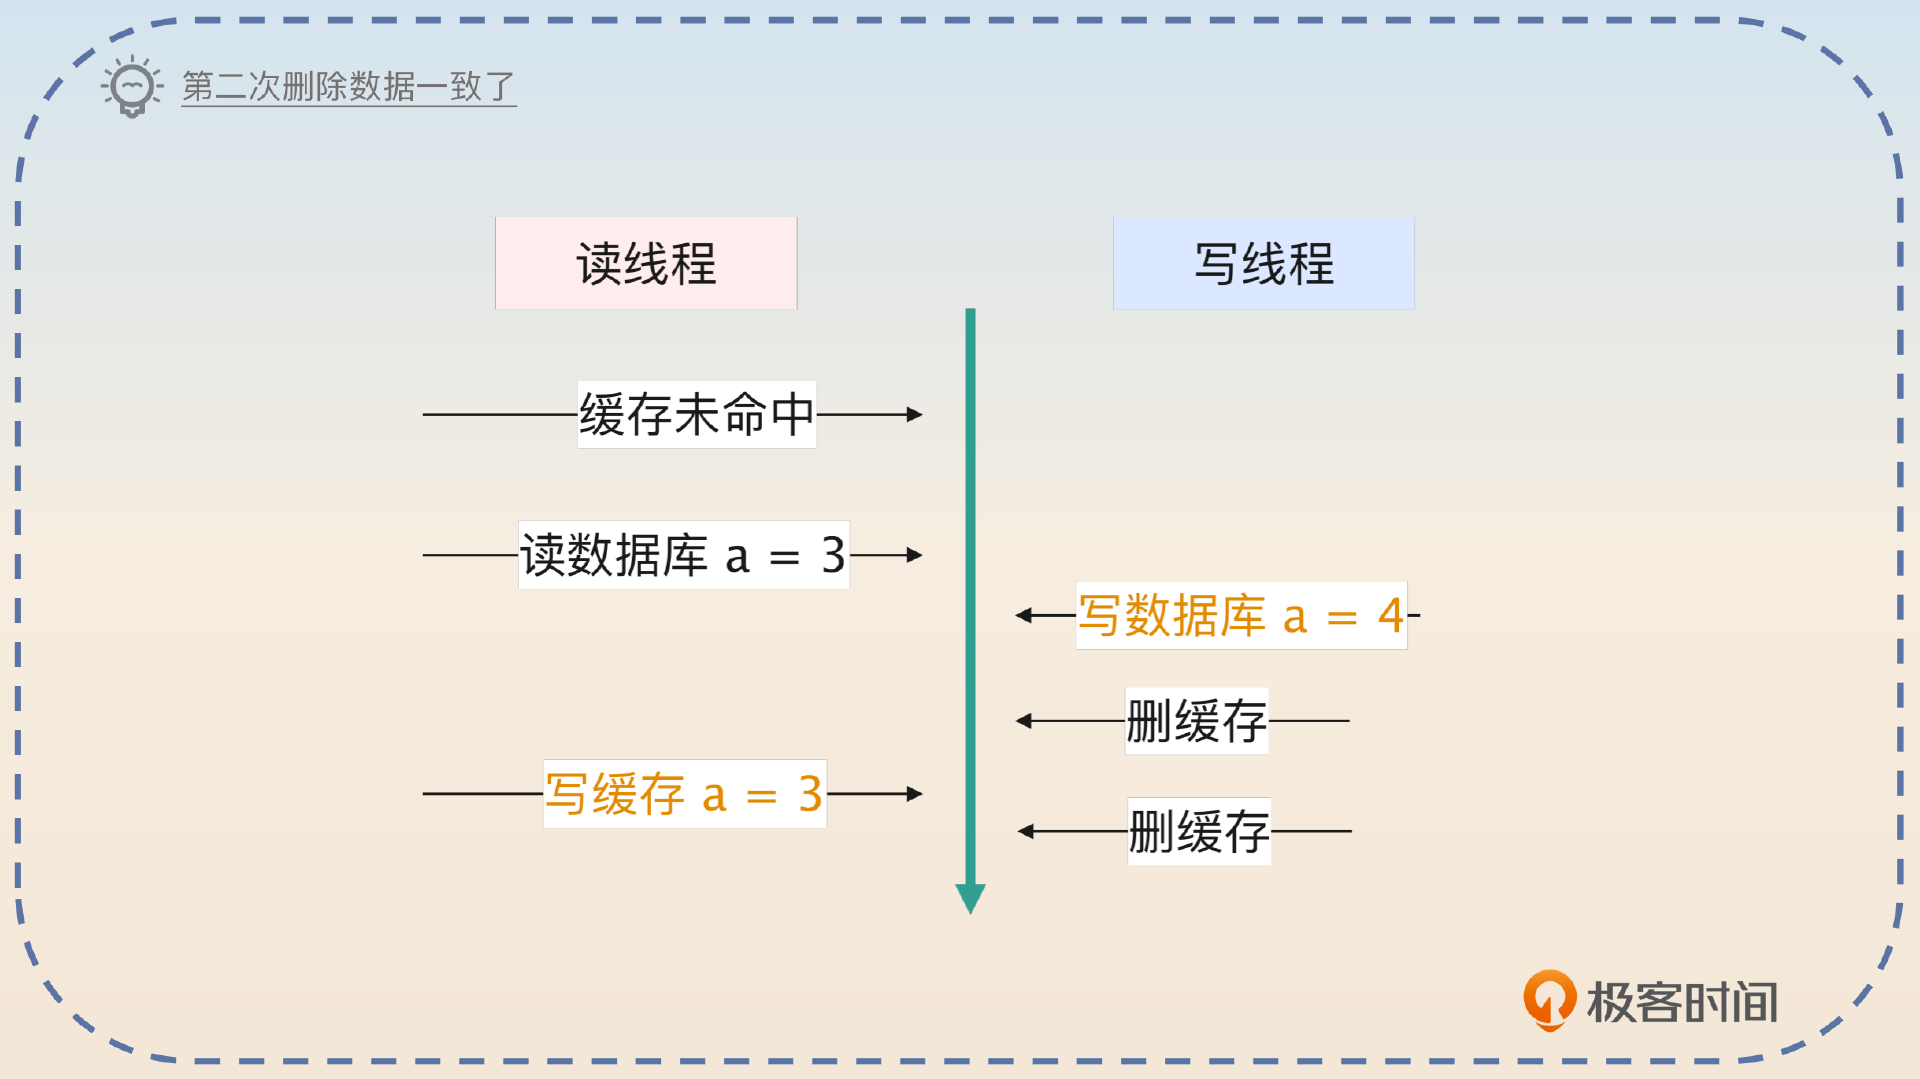 第二次删除数据一致了
读线程
写线程
缓存未命中
读数据库 a = 3
写数据库 a = 4
删缓存
写缓存 a = 3
删缓存
极客时间